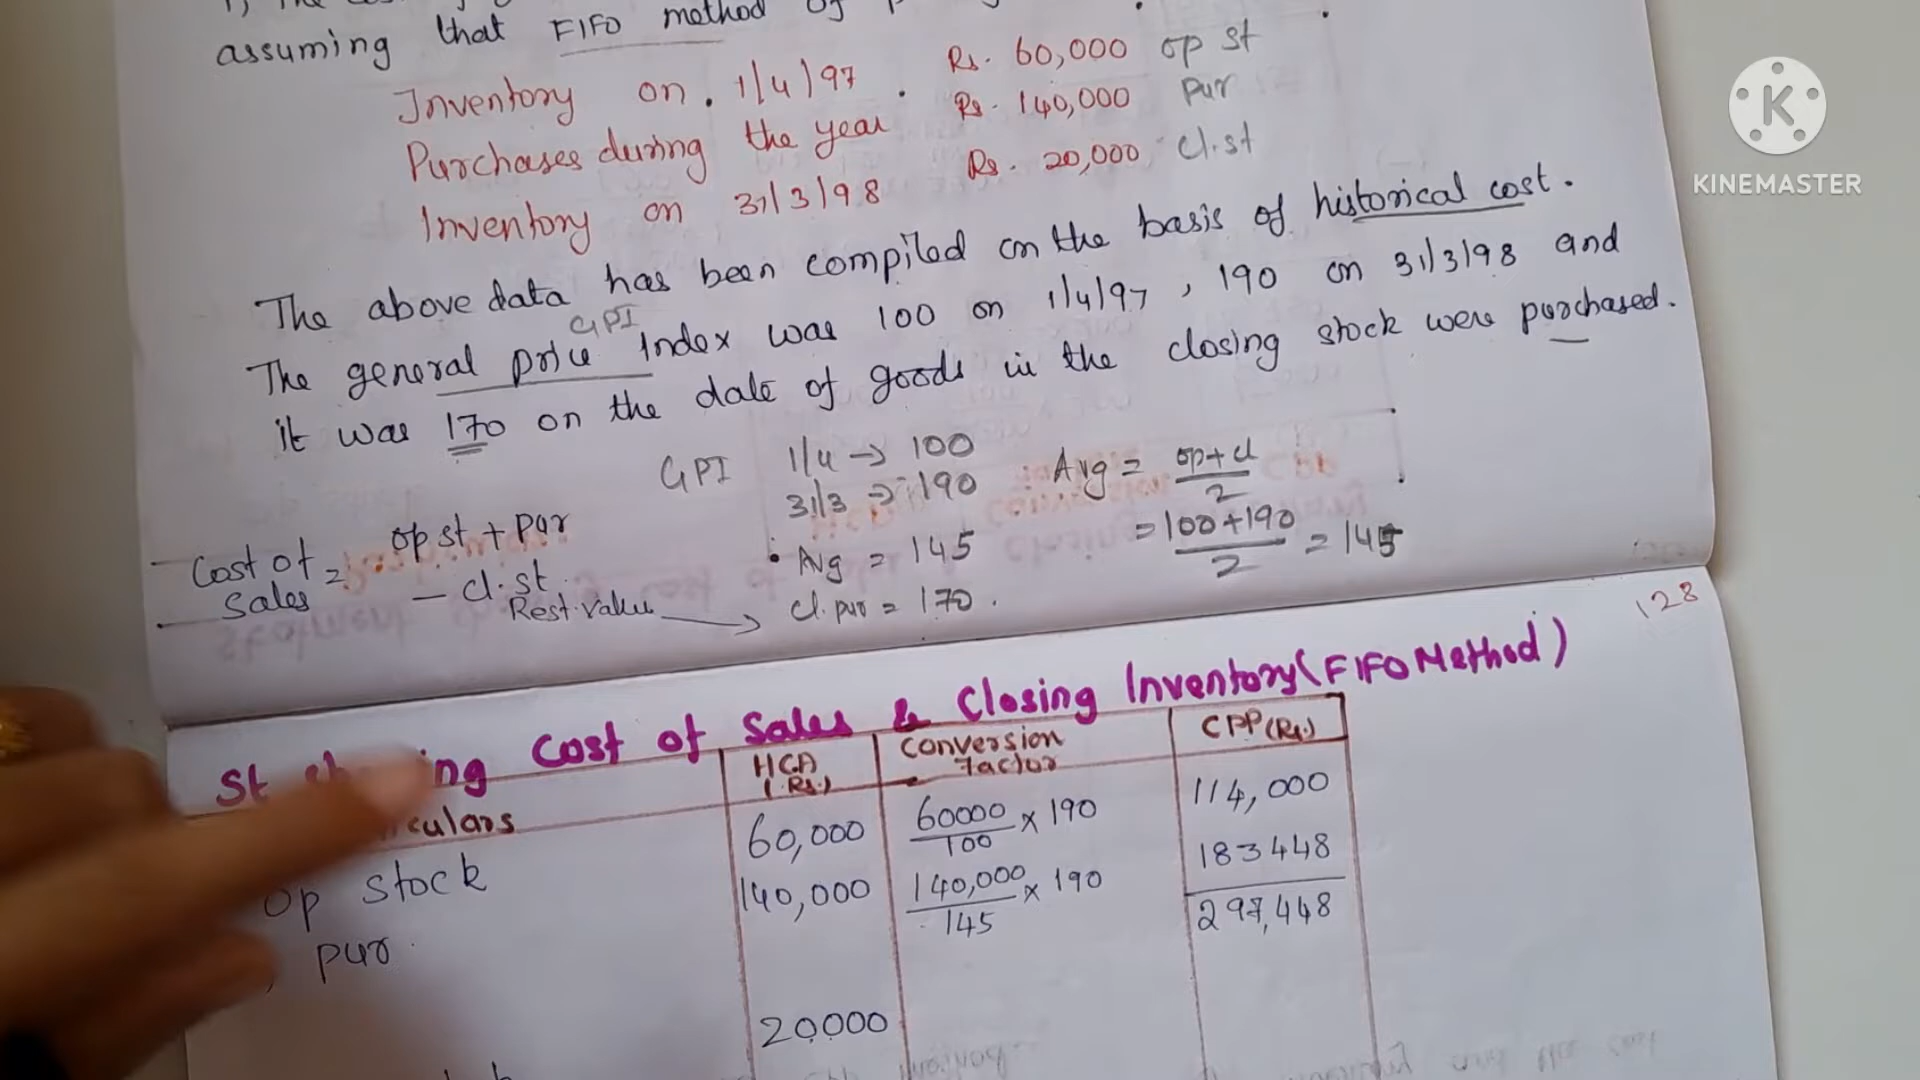 assuming that FIFO method of
Inventory on 1/4/97 . Rs. 60,000 op st
Purchases during the year Rs. 140,000 pur
Inventory on 31/3/98 Rs. 20,000 cl.st
The above data has been compiled on the basis of historical cost.
GPI
The general price Index was 100 on 1/4/97, 190 on 31/3/98 and
it was 170 on the date of goods in the closing stock were purchased.
GPI 1/4 → 100
31/3 → 190
Avg = 145
cl.pur = 170.
Avg = op+cl / 2
= 100+190 / 2 = 145
Cost of Sales = op st + pur
- cl.st
Rest.value →
128
St ing cost of Sales & Closing Inventory (FIFO Method)
culars HCA (Rs.) Conversion factor CPP (Rs.)
Op stock 60,000 60000/100 × 190 114,000
pur 140,000 140,000/145 × 190 183448
297,448
20,000
KINEMASTER